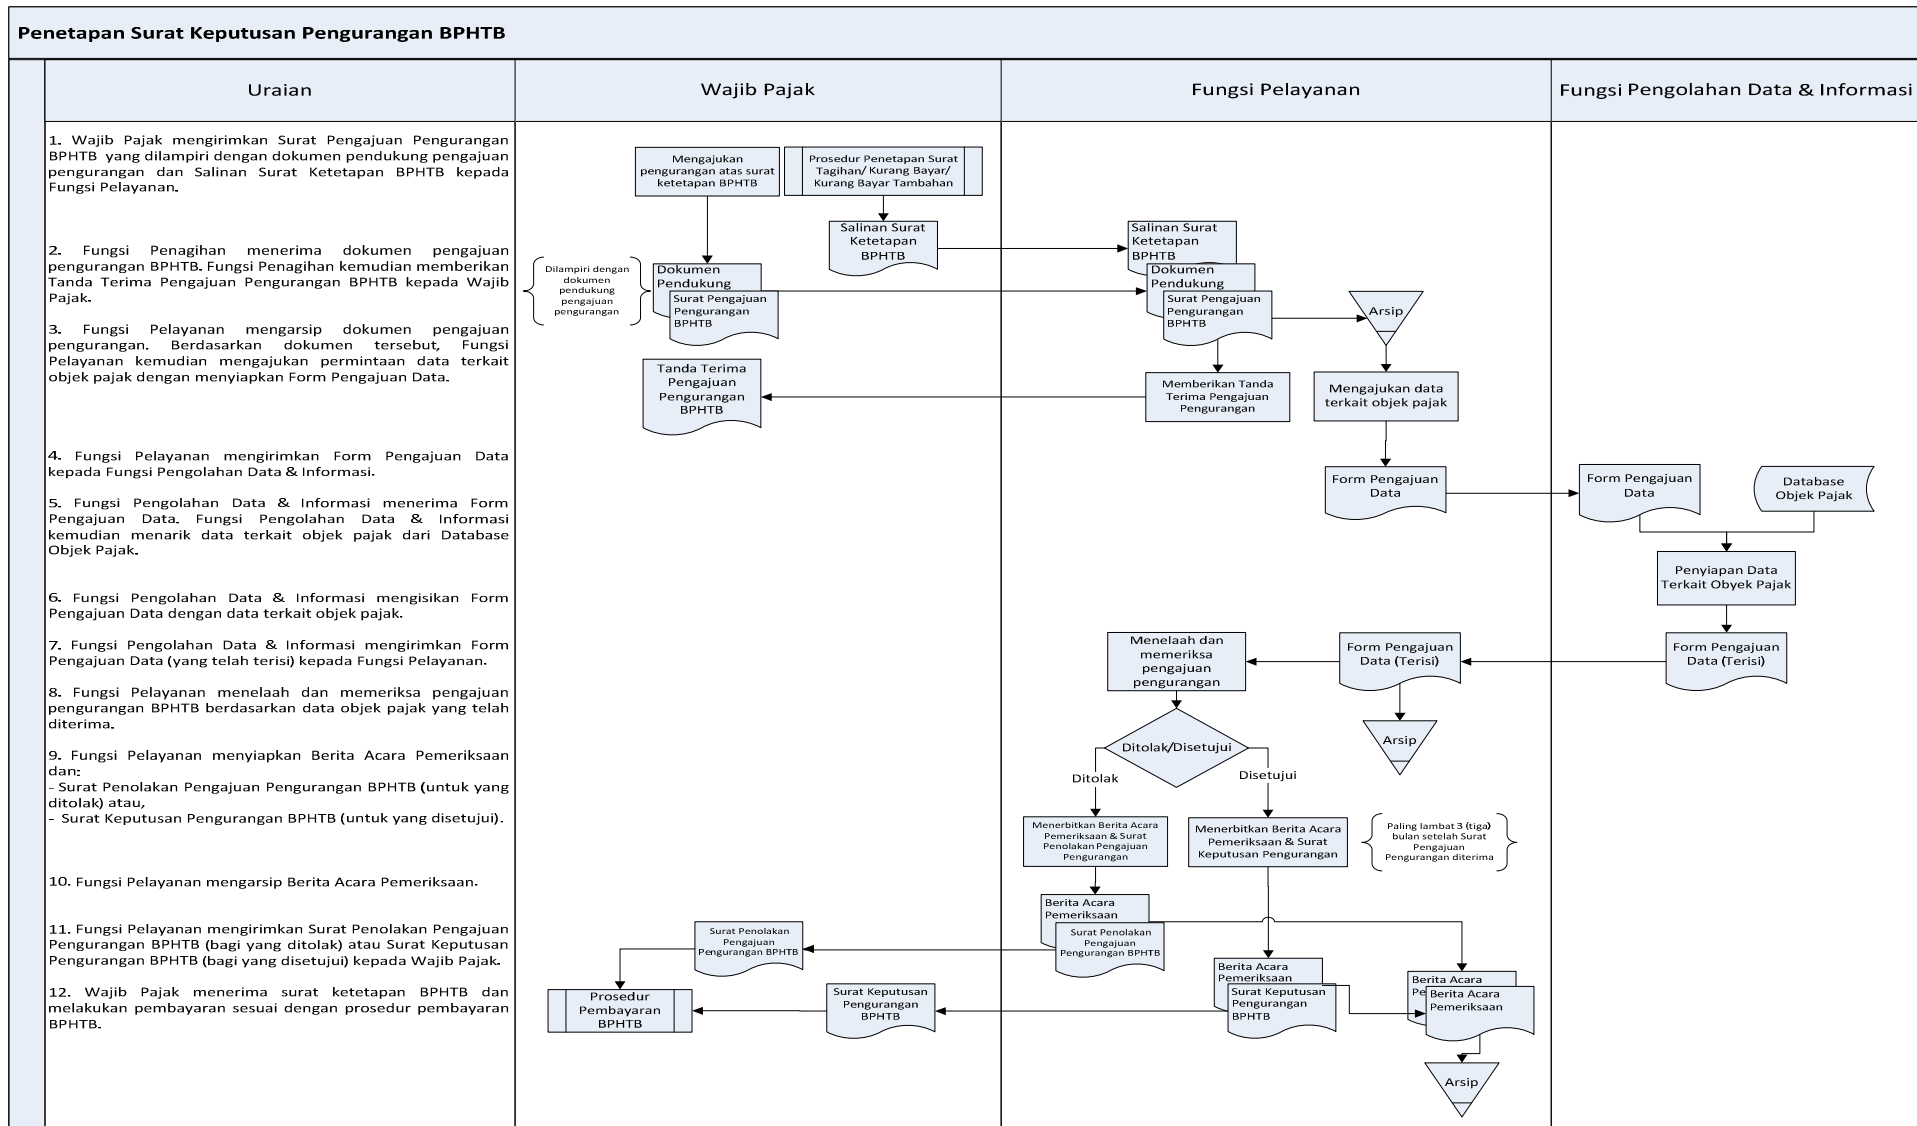 Penetapan Surat Keputusan Pengurangan BPHTB
Uraian
Wajib Pajak
Fungsi Pelayanan
Fungsi Pengolahan Data & Informasi
1. Wajib Pajak mengirimkan Surat Pengajuan Pengurangan
BPHTB yang dilampiri dengan dokumen pendukung pengajuan
pengurangan dan Salinan Surat Ketetapan BPHTB kepada
Fungsi Pelayanan.
2. Fungsi Penagihan menerima dokumen pengajuan
pengurangan BPHTB. Fungsi Penagihan kemudian memberikan
Tanda Terima Pengajuan Pengurangan BPHTB kepada Wajib
Pajak.
3. Fungsi Pelayanan mengarsip dokumen pengajuan
pengurangan. Berdasarkan dokumen tersebut, Fungsi
Pelayanan kemudian mengajukan permintaan data terkait
objek pajak dengan menyiapkan Form Pengajuan Data.
4. Fungsi Pelayanan mengirimkan Form Pengajuan Data
kepada Fungsi Pengolahan Data & Informasi.
5. Fungsi Pengolahan Data & Informasi menerima Form
Pengajuan Data. Fungsi Pengolahan Data & Informasi
kemudian menarik data terkait objek pajak dari Database
Objek Pajak.
6. Fungsi Pengolahan Data & Informasi mengisikan Form
Pengajuan Data dengan data terkait objek pajak.
7. Fungsi Pengolahan Data & Informasi mengirimkan Form
Pengajuan Data (yang telah terisi) kepada Fungsi Pelayanan.
8. Fungsi Pelayanan menelaah dan memeriksa pengajuan
pengurangan BPHTB berdasarkan data objek pajak yang telah
diterima.
9. Fungsi Pelayanan menyiapkan Berita Acara Pemeriksaan
dan:
- Surat Penolakan Pengajuan Pengurangan BPHTB (untuk yang
ditolak) atau,
- Surat Keputusan Pengurangan BPHTB (untuk yang disetujui).
10. Fungsi Pelayanan mengarsip Berita Acara Pemeriksaan.
11. Fungsi Pelayanan mengirimkan Surat Penolakan Pengajuan
Pengurangan BPHTB (bagi yang ditolak) atau Surat Keputusan
Pengurangan BPHTB (bagi yang disetujui) kepada Wajib Pajak.
12. Wajib Pajak menerima surat ketetapan BPHTB dan
melakukan pembayaran sesuai dengan prosedur pembayaran
BPHTB.
Mengajukan
pengurangan atas surat
ketetapan BPHTB
Prosedur Penetapan Surat
Tagihan/ Kurang Bayar/
Kurang Bayar Tambahan
Salinan Surat
Ketetapan
BPHTB
Dilampiri dengan
dokumen
pendukung
pengajuan
pengurangan
Dokumen
Pendukung
Surat Pengajuan
Pengurangan
BPHTB
Tanda Terima
Pengajuan
Pengurangan
BPHTB
Surat Penolakan
Pengajuan
Pengurangan BPHTB
Prosedur
Pembayaran
BPHTB
Surat Keputusan
Pengurangan
BPHTB
Salinan Surat
Ketetapan
BPHTB
Dokumen
Pendukung
Surat Pengajuan
Pengurangan
BPHTB
Arsip
Memberikan Tanda
Terima Pengajuan
Pengurangan
Mengajukan data
terkait objek pajak
Form Pengajuan
Data
Menelaah dan
memeriksa
pengajuan
pengurangan
Form Pengajuan
Data (Terisi)
Arsip
Ditolak/Disetujui
Ditolak
Disetujui
Menerbitkan Berita Acara
Pemeriksaan & Surat
Penolakan Pengajuan
Pengurangan
Menerbitkan Berita Acara
Pemeriksaan & Surat
Keputusan Pengurangan
Paling lambat 3 (tiga)
bulan setelah Surat
Pengajuan
Pengurangan diterima
Berita Acara
Pemeriksaan
Surat Penolakan
Pengajuan
Pengurangan BPHTB
Berita Acara
Pemeriksaan
Surat Keputusan
Pengurangan
BPHTB
Berita Acara
Berita Acara
Pemeriksaan
Arsip
Form Pengajuan
Data
Database
Objek Pajak
Penyiapan Data
Terkait Obyek Pajak
Form Pengajuan
Data (Terisi)